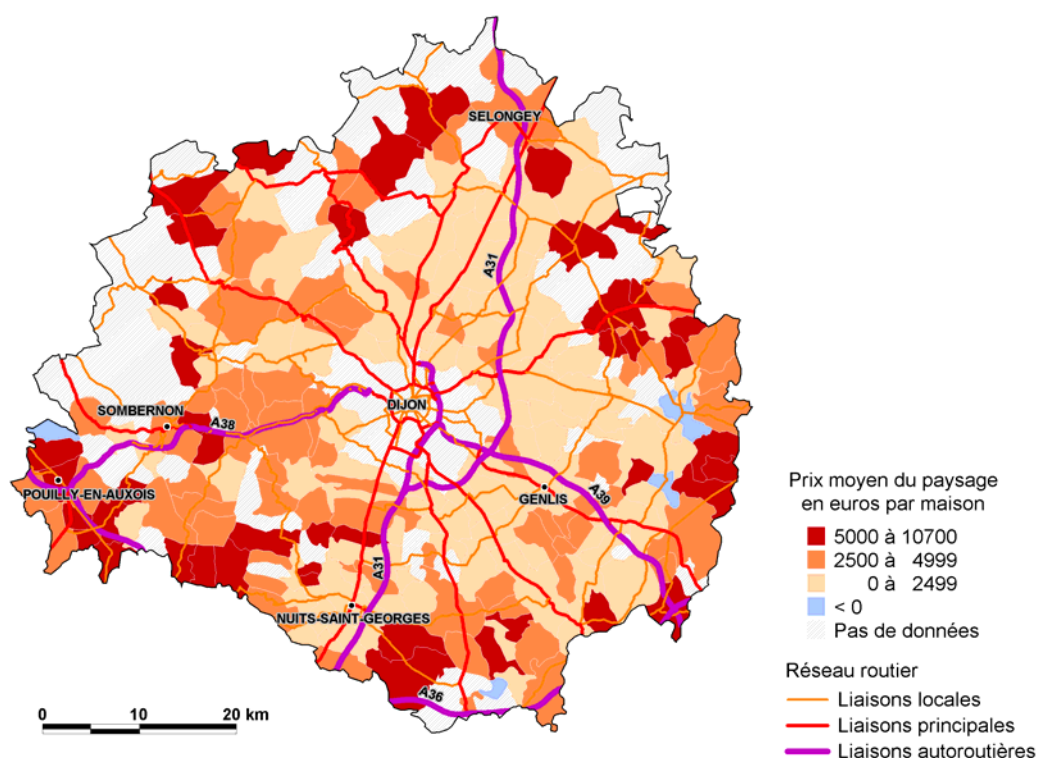 SELONGEY
A31
DIJON
SOMBERNON
A38
POUILLY-EN-AUXOIS
GENLIS
A39
A31
NUITS-SAINT-GEORGES
A36
0 10 20 km
Prix moyen du paysage
en euros par maison
5000 à 10700
2500 à 4999
0 à 2499
< 0
Pas de données
Réseau routier
Liaisons locales
Liaisons principales
Liaisons autoroutières